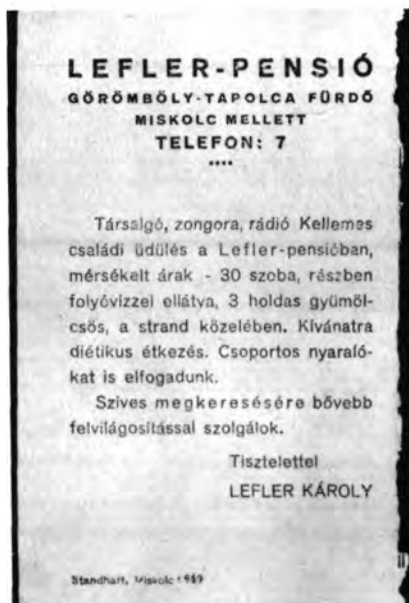 LEFLER-PENSIÓ
GÖRÖMBÖLY-TAPOLCA FÜRDŐ
MISKOLC MELLETT
TELEFON: 7
••••
Társalgó, zongora, rádió Kellemes
családi üdülés a Lefler-pensióban,
mérsékelt árak - 30 szoba, részben
folyóvizzel ellátva, 3 holdas gyümöl-
csös, a strand közelében. Kívánatra
diétikus étkezés. Csoportos nyaraló-
kat is elfogadunk.
Szives megkeresésére bővebb
felvilágosítással szolgálok.
Tisztelettel
LEFLER KÁROLY
Standhaft, Miskolc